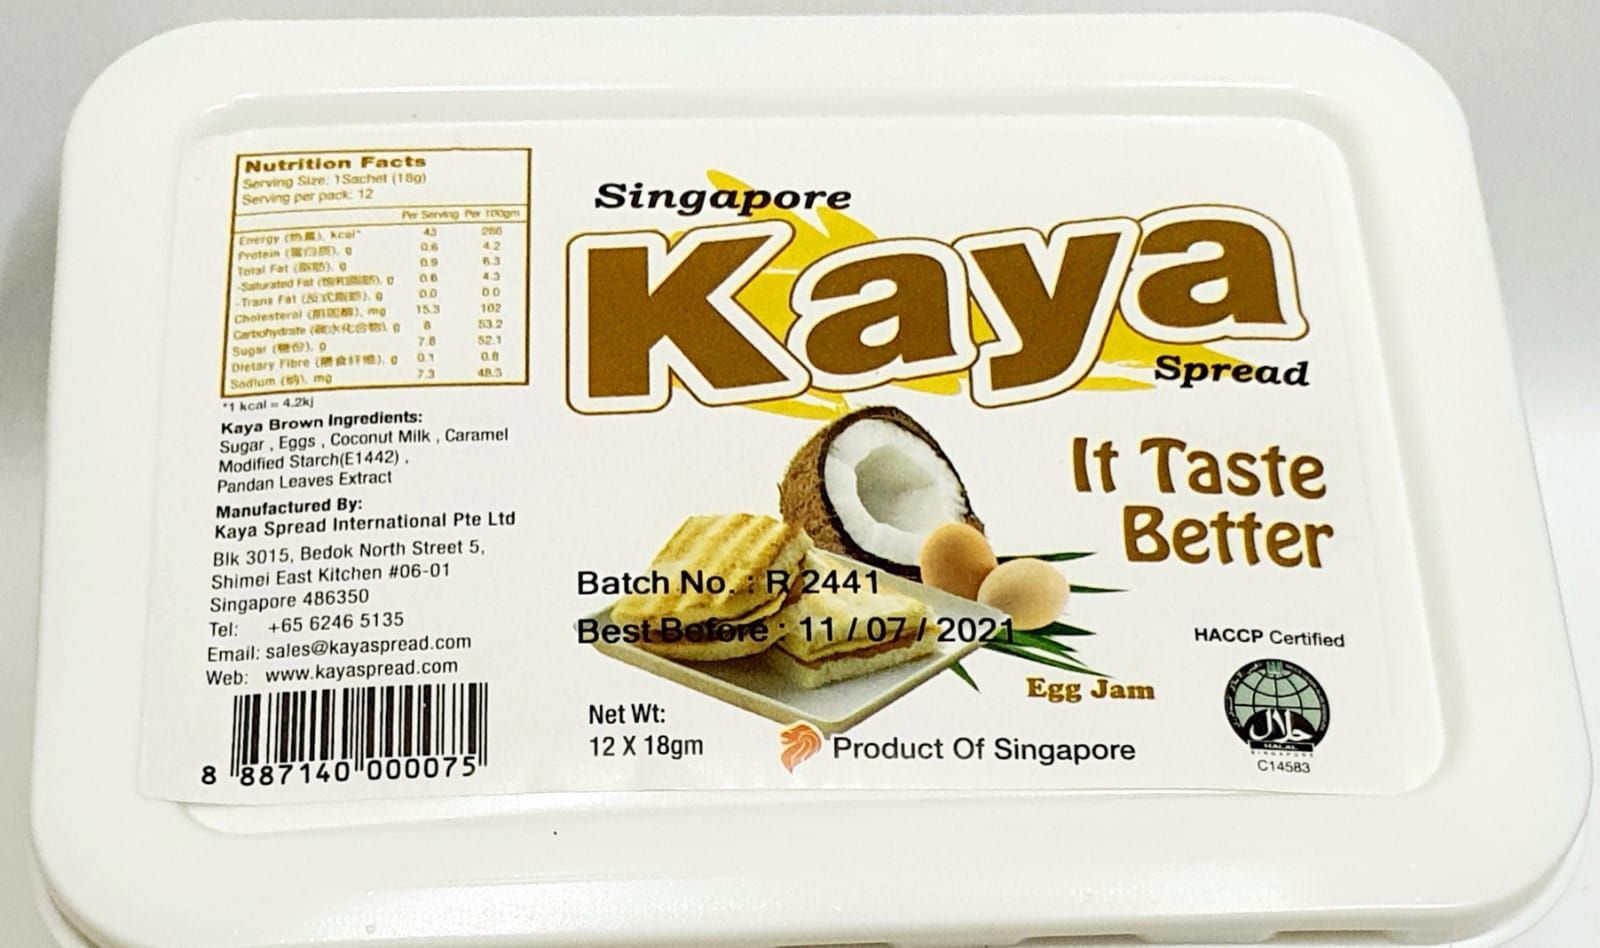 Nutrition Facts
Serving Size: 1Sachet (18g)
Serving per pack: 12
Per Serving Per 100gm
Energy (热量), kcal* 43 286
Protein (蛋白质), g 0.6 4.2
Total Fat (脂肪), g 0.9 6.3
-Saturated Fat (饱和脂肪), g 0.6 4.3
-Trans Fat (反式脂肪), g 0.0 0.0
Cholesterol (胆固醇), mg 15.3 102
Carbohydrate (碳水化合物), g 8 53.2
Sugar (糖份), g 7.8 52.1
Dietary Fibre (膳食纤维), g 0.1 0.8
Sodium (钠), mg 7.3 48.5
*1 kcal = 4.2kj
Kaya Brown Ingredients:
Sugar , Eggs , Coconut Milk , Caramel
Modified Starch(E1442) ,
Pandan Leaves Extract
Manufactured By:
Kaya Spread International Pte Ltd
Blk 3015, Bedok North Street 5,
Shimei East Kitchen #06-01
Singapore 486350
Tel: +65 6246 5135
Email: sales@kayaspread.com
Web: www.kayaspread.com
8 887140 000075
Singapore
Kaya
Spread
It Taste
Better
Batch No. : R 2441
Best Before : 11 / 07 / 2021
Egg Jam
Net Wt:
12 X 18gm
Product Of Singapore
HACCP Certified
حلال
HALAL
SINGAPORE
C14583